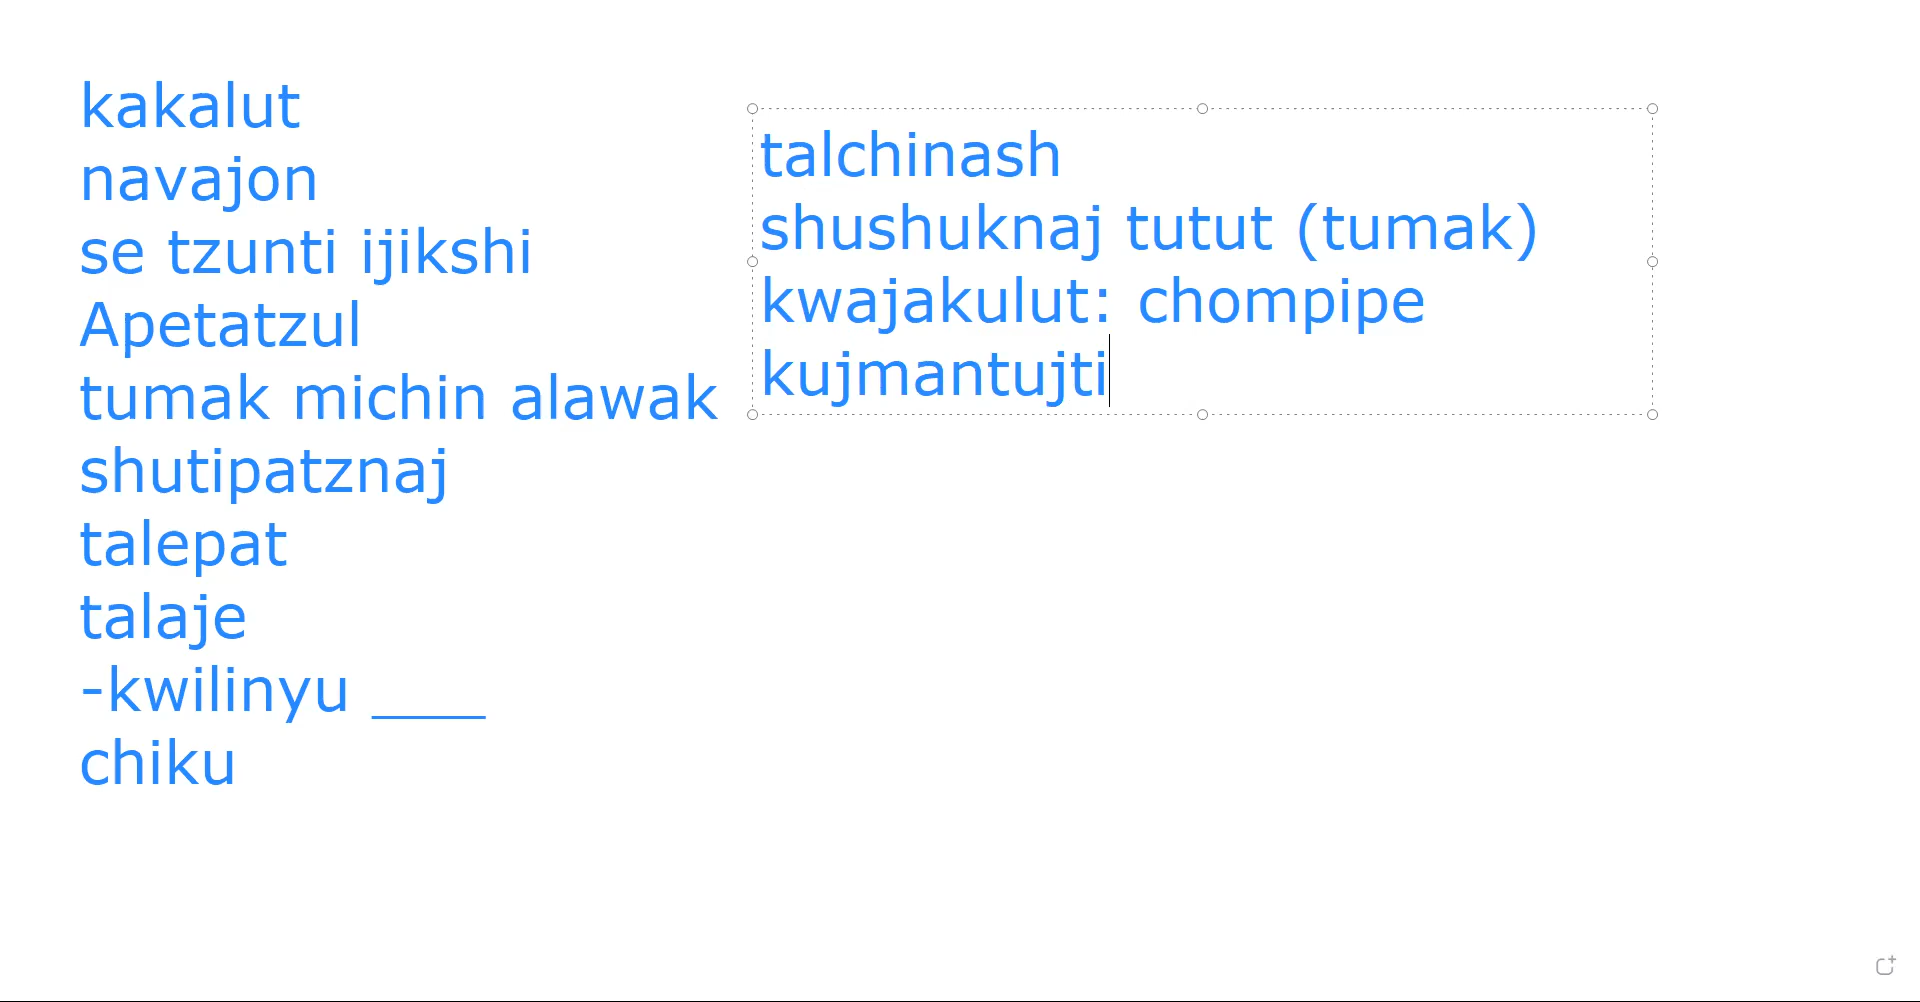 kakalut
navajon
se tzunti ijikshi
Apetatzul
tumak michin alawak
shutipatznaj
talepat
talaje
-kwilinyu ____
chiku
talchinash
shushuknaj tutut (tumak)
kwajakulut: chompipe
kujmantujti